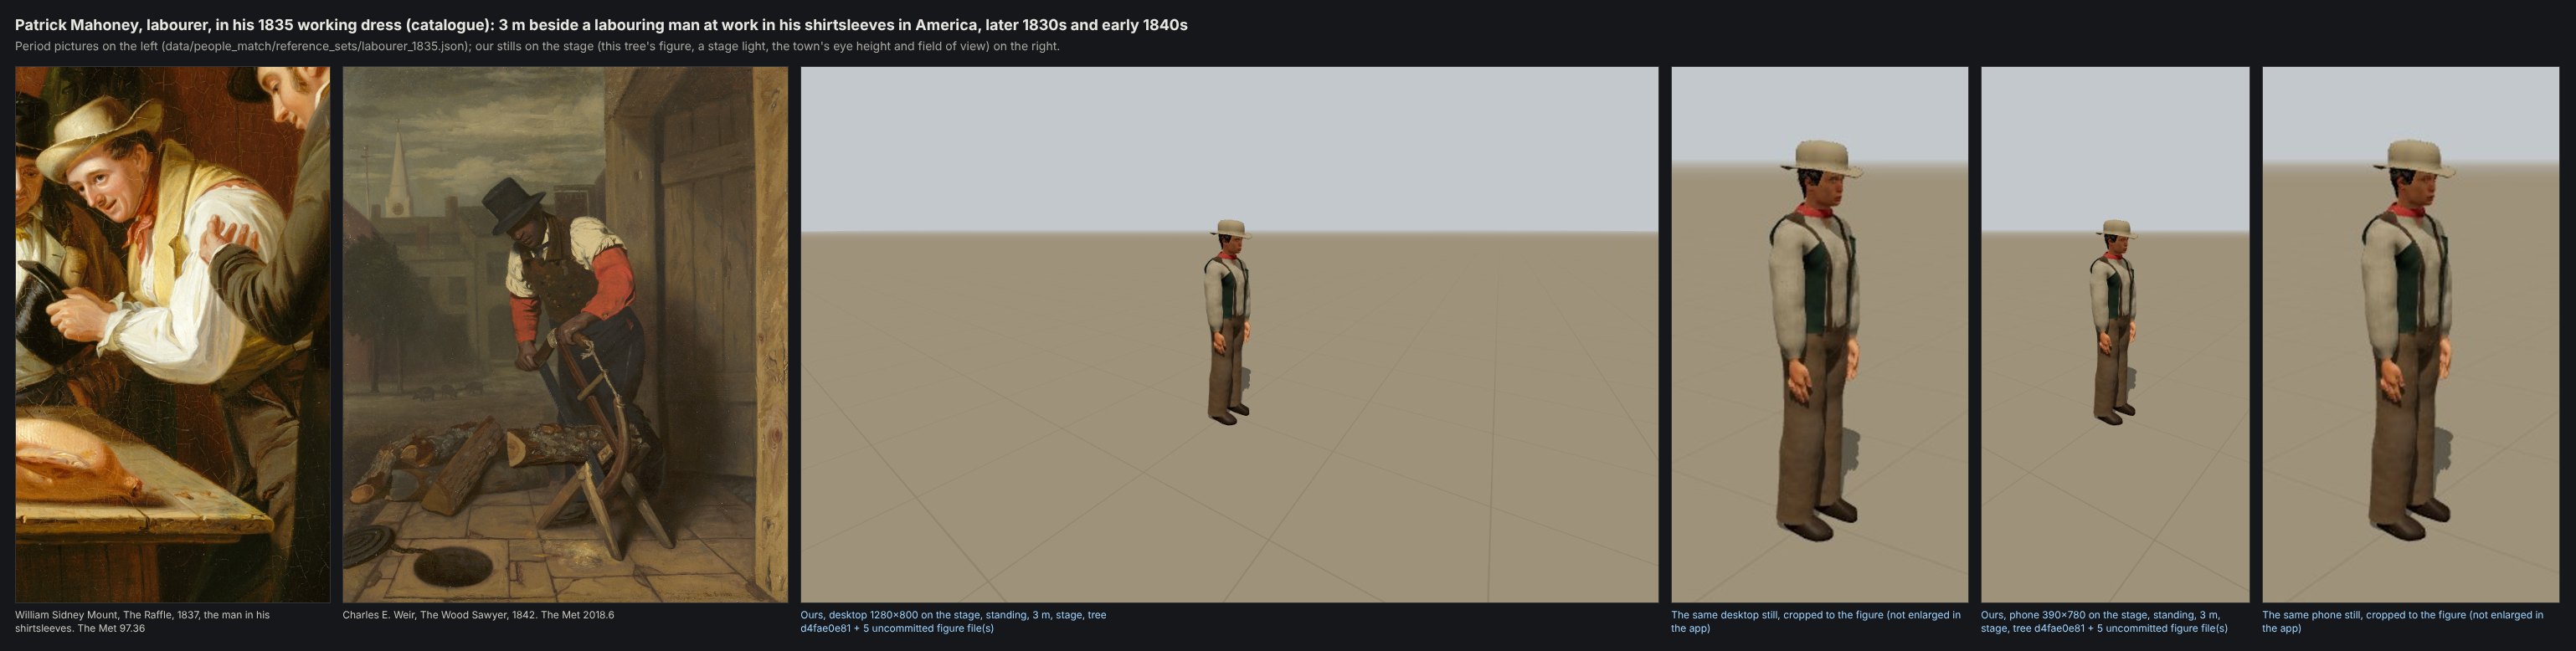 Patrick Mahoney, labourer, in his 1835 working dress (catalogue): 3 m beside a labouring man at work in his shirtsleeves in America, later 1830s and early 1840s
Period pictures on the left (data/people_match/reference_sets/labourer_1835.json); our stills on the stage (this tree's figure, a stage light, the town's eye height and field of view) on the right.
William Sidney Mount, The Raffle, 1837, the man in his
shirtsleeves. The Met 97.36
Charles E. Weir, The Wood Sawyer, 1842. The Met 2018.6
Ours, desktop 1280×800 on the stage, standing, 3 m, stage, tree
d4fae0e81 + 5 uncommitted figure file(s)
The same desktop still, cropped to the figure (not enlarged in
the app)
Ours, phone 390×780 on the stage, standing, 3 m,
stage, tree d4fae0e81 + 5 uncommitted figure file(s)
The same phone still, cropped to the figure (not enlarged in
the app)